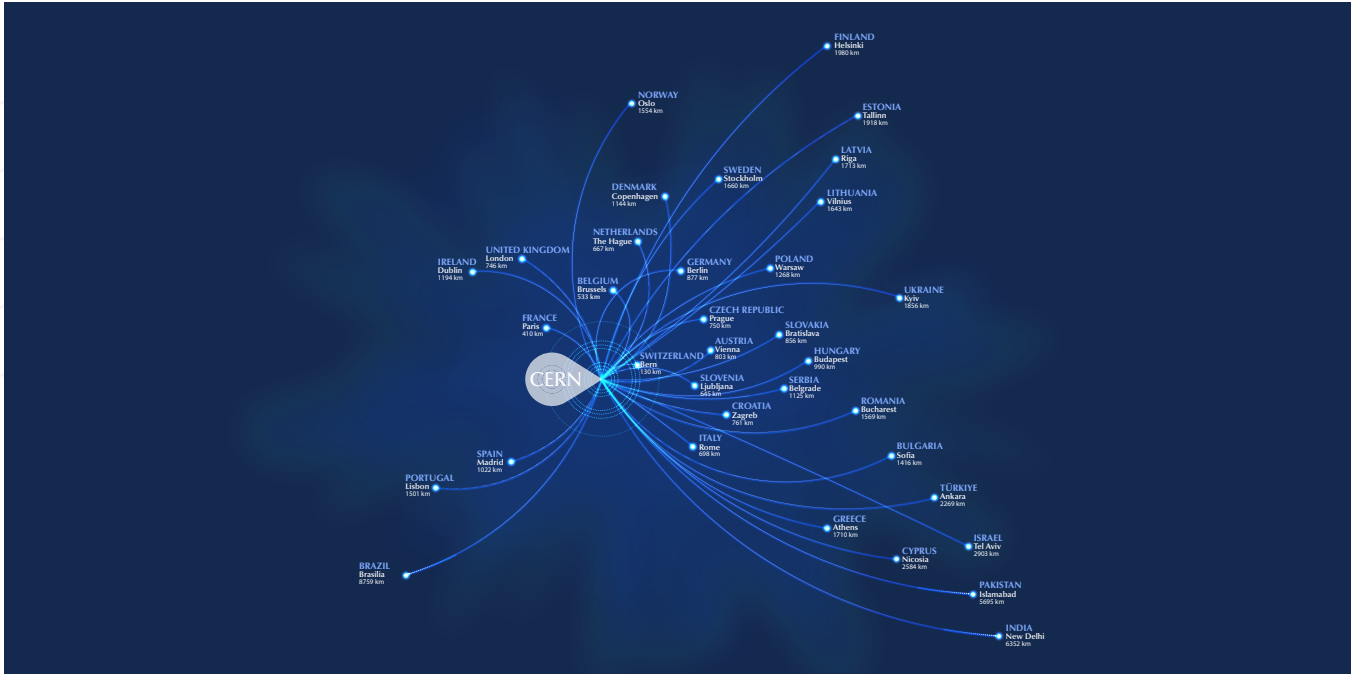 FINLAND
Helsinki
1980 km
NORWAY
Oslo
1554 km
ESTONIA
Tallinn
1918 km
LATVIA
Riga
1713 km
SWEDEN
Stockholm
1660 km
DENMARK
Copenhagen
1144 km
LITHUANIA
Vilnius
1643 km
NETHERLANDS
The Hague
667 km
UNITED KINGDOM
London
746 km
IRELAND
Dublin
1194 km
GERMANY
Berlin
877 km
POLAND
Warsaw
1268 km
BELGIUM
Brussels
533 km
UKRAINE
Kyiv
1856 km
CZECH REPUBLIC
Prague
750 km
FRANCE
Paris
410 km
SLOVAKIA
Bratislava
856 km
AUSTRIA
Vienna
803 km
HUNGARY
Budapest
990 km
SWITZERLAND
Bern
130 km
CERN
SLOVENIA
Ljubljana
645 km
SERBIA
Belgrade
1125 km
CROATIA
Zagreb
761 km
ROMANIA
Bucharest
1569 km
ITALY
Rome
698 km
BULGARIA
Sofia
1416 km
SPAIN
Madrid
1022 km
PORTUGAL
Lisbon
1501 km
TÜRKIYE
Ankara
2269 km
GREECE
Athens
1710 km
ISRAEL
Tel Aviv
2903 km
CYPRUS
Nicosia
2584 km
BRAZIL
Brasilia
8759 km
PAKISTAN
Islamabad
5695 km
INDIA
New Delhi
6352 km